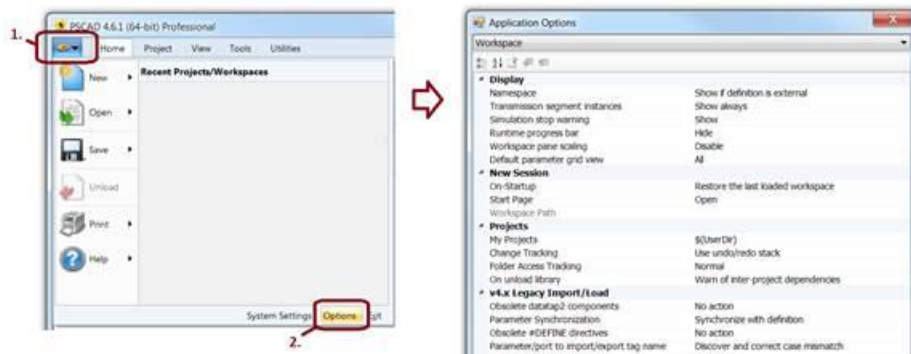 PSCAD 4.6.1 (64-bit) Professional
1.
Home Project View Tools Utilities
New
Open
Save
Unload
Print
Help
Recent Projects/Workspaces
System Settings Options
2.
Application Options
Workspace
Display
Namespace Show if definition is external
Transmission segment instances Show always
Simulation stop warning Show
Runtime progress bar Hide
Workspace pane scaling Disable
Default parameter grid view All
New Session
On-Startup Restore the last loaded workspace
Start Page Open
Workspace Path
Projects
My Projects $(UserDir)
Change Tracking Use undo/redo stack
Folder Access Tracking Normal
On unload library Warn of inter-project dependencies
v4.x Legacy Import/Load
Obsolete datatap2 components No action
Parameter Synchronization Synchronize with definition
Obsolete #DEFINE directives No action
Parameter/port to import/export tag name Discover and correct case mismatch